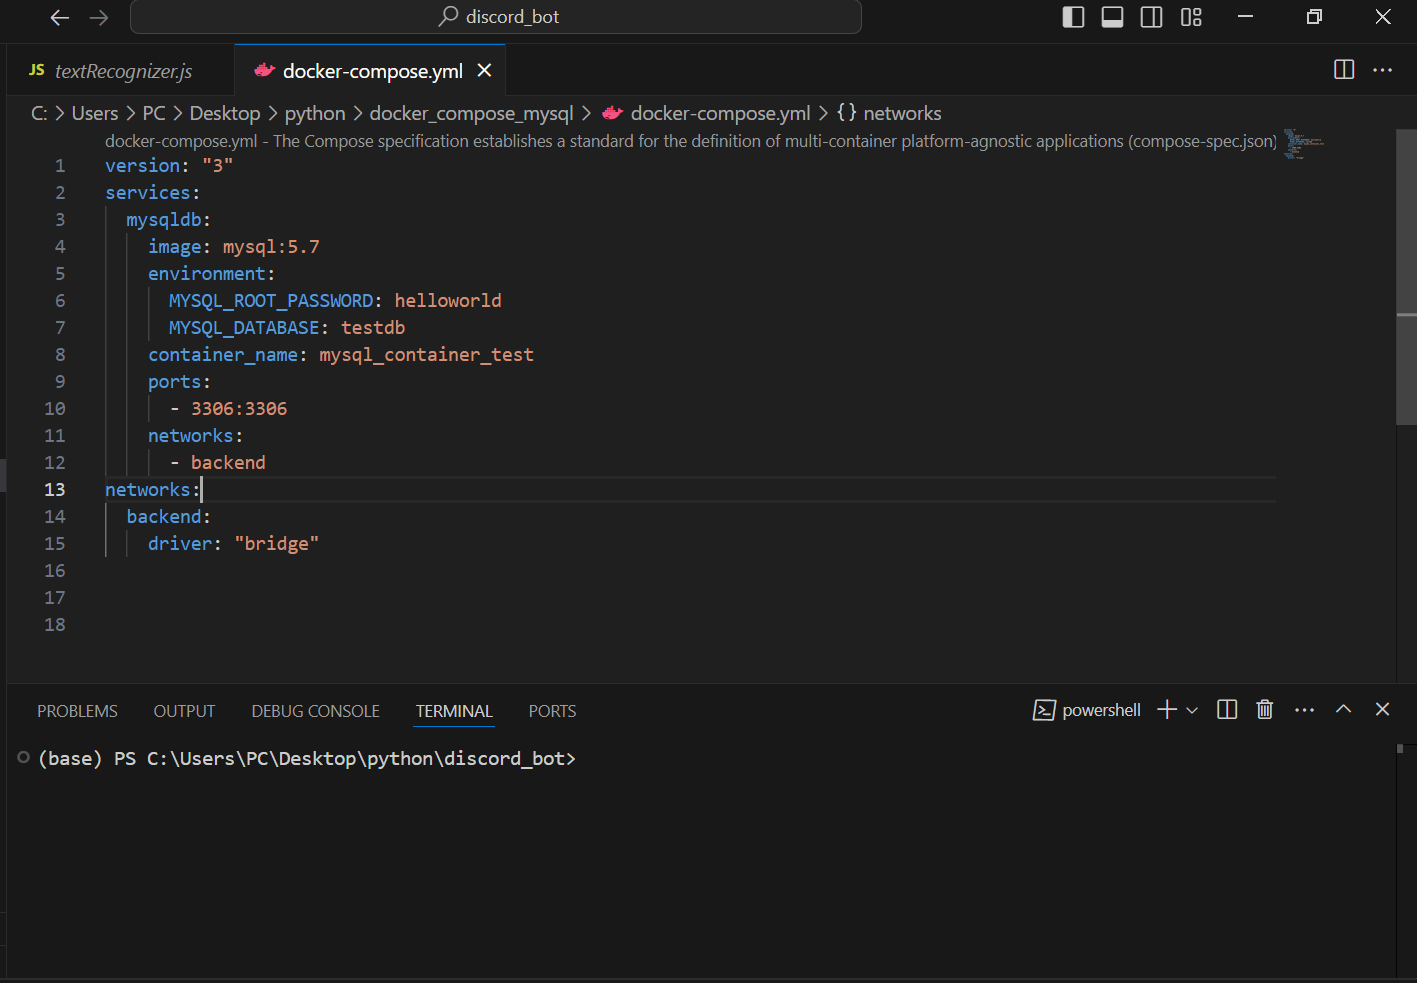 discord_bot
JS textRecognizer.js docker-compose.yml
C: > Users > PC > Desktop > python > docker_compose_mysql > docker-compose.yml > {} networks
docker-compose.yml - The Compose specification establishes a standard for the definition of multi-container platform-agnostic applications (compose-spec.json)
1 version: "3"
2 services:
3 mysqldb:
4 image: mysql:5.7
5 environment:
6 MYSQL_ROOT_PASSWORD: helloworld
7 MYSQL_DATABASE: testdb
8 container_name: mysql_container_test
9 ports:
10 - 3306:3306
11 networks:
12 - backend
13 networks:
14 backend:
15 driver: "bridge"
16
17
18
PROBLEMS OUTPUT DEBUG CONSOLE TERMINAL PORTS powershell
(base) PS C:\Users\PC\Desktop\python\discord_bot>